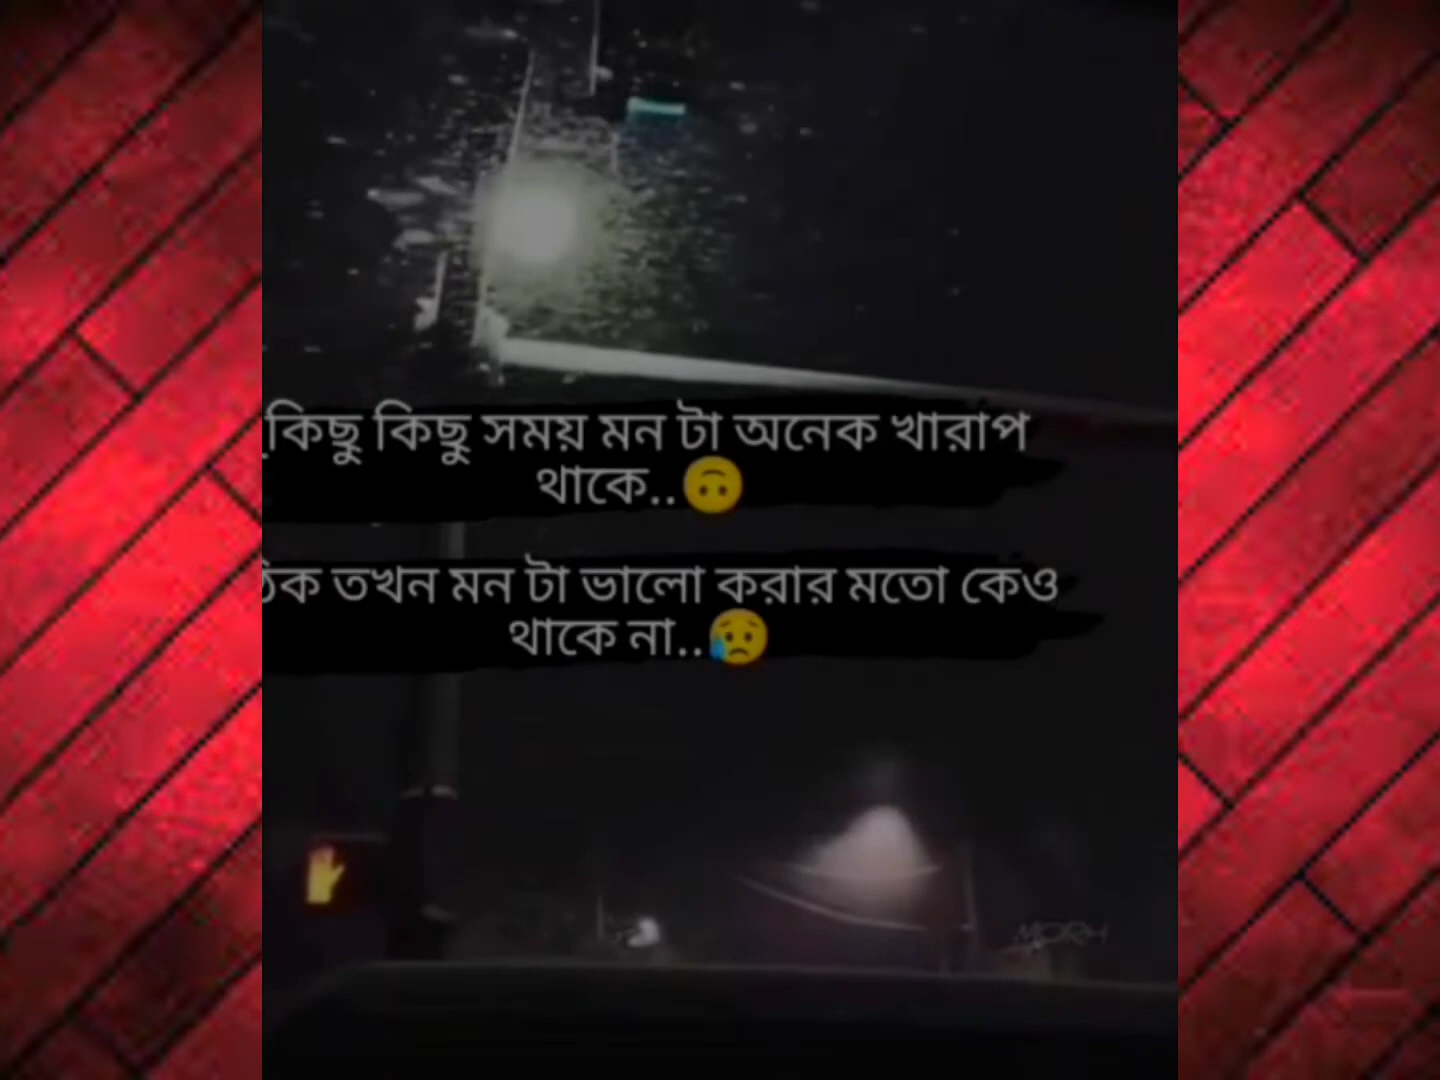 কিছু কিছু সময় মন টা অনেক খারাপ
থাকে..🙃
ঠিক তখন মন টা ভালো করার মতো কেও
থাকে না..😥